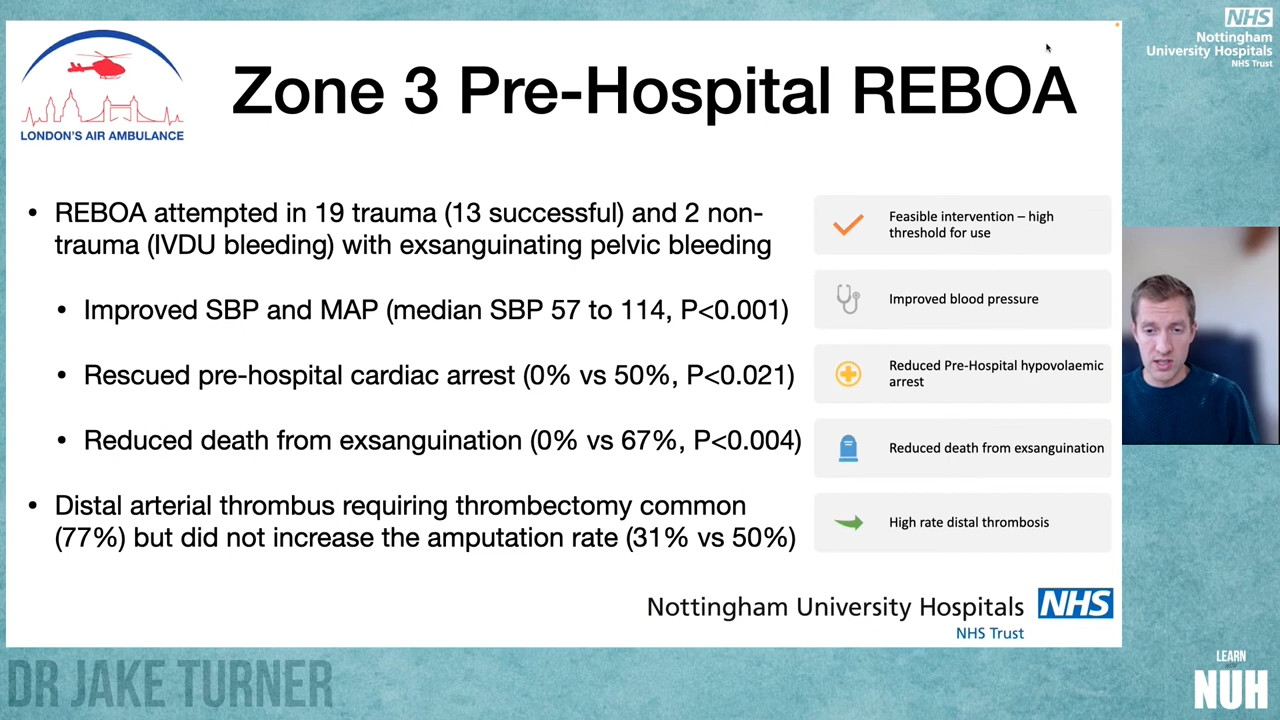 NHS
Nottingham
University Hospitals
NHS Trust
LONDON'S AIR AMBULANCE
Zone 3 Pre-Hospital REBOA
• REBOA attempted in 19 trauma (13 successful) and 2 non-
trauma (IVDU bleeding) with exsanguinating pelvic bleeding
• Improved SBP and MAP (median SBP 57 to 114, P<0.001)
• Rescued pre-hospital cardiac arrest (0% vs 50%, P<0.021)
• Reduced death from exsanguination (0% vs 67%, P<0.004)
• Distal arterial thrombus requiring thrombectomy common
(77%) but did not increase the amputation rate (31% vs 50%)
Feasible intervention – high
threshold for use
Improved blood pressure
Reduced Pre-Hospital hypovolaemic
arrest
Reduced death from exsanguination
High rate distal thrombosis
Nottingham University Hospitals NHS
NHS Trust
DR JAKE TURNER
LEARN
NUH